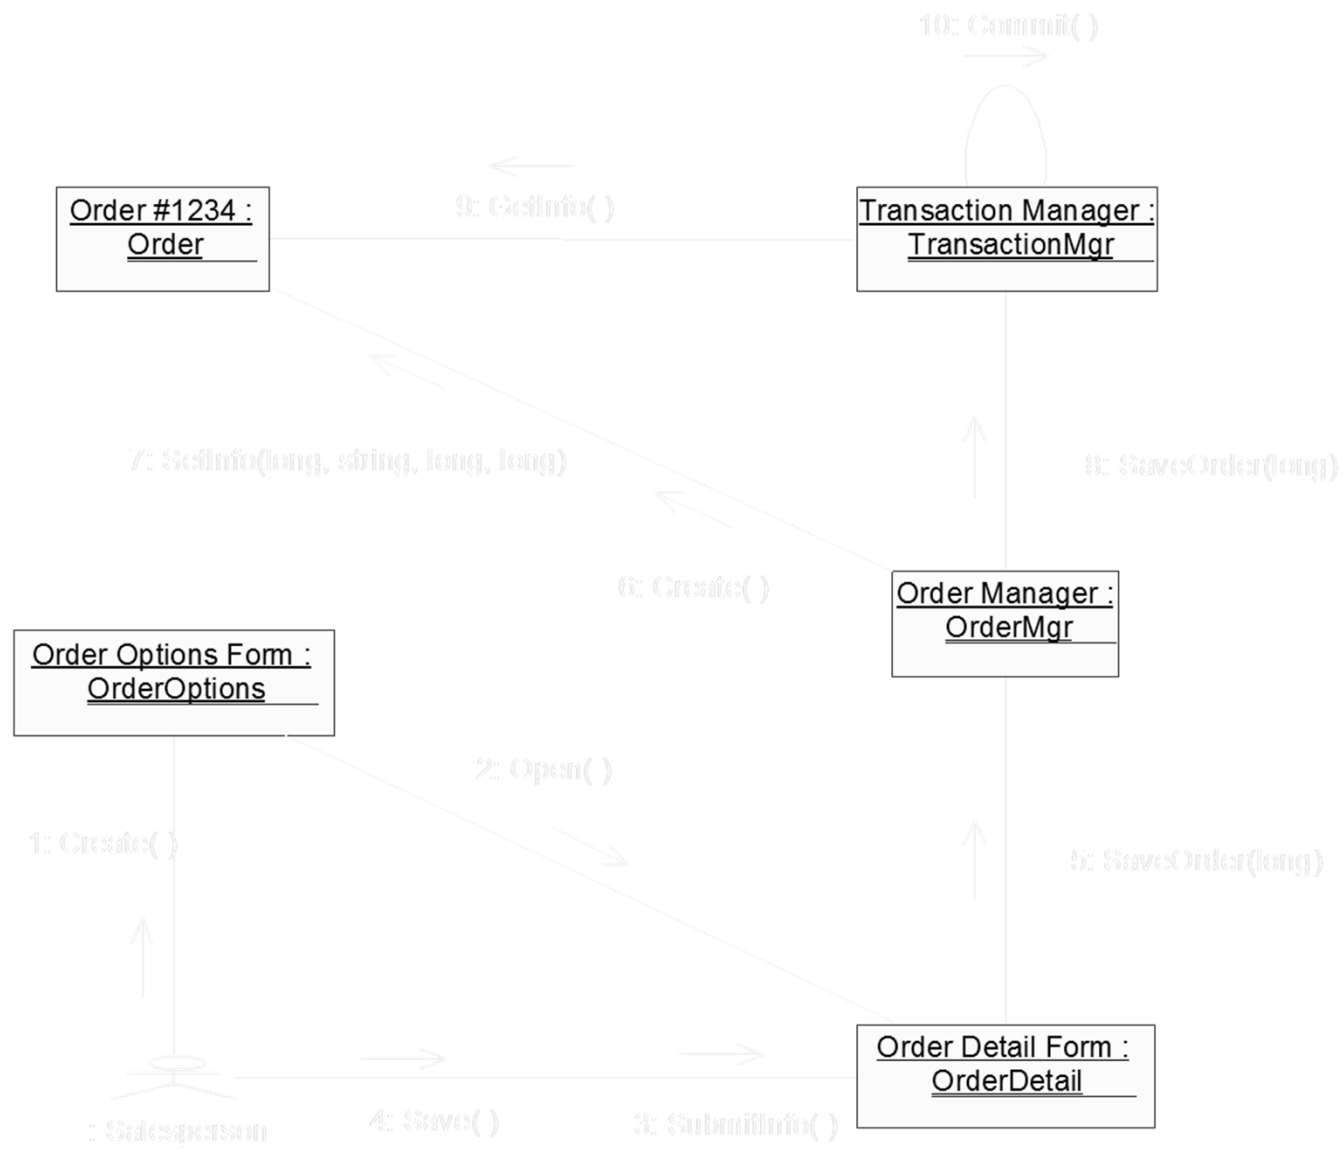 10: Commit( )
9: GetInfo( )
Order #1234 :
Order
Transaction Manager :
TransactionMgr
7: SetInfo(long, string, long, long)
8: SaveOrder(long)
6: Create( )
Order Manager :
OrderMgr
Order Options Form :
OrderOptions
2: Open( )
1: Create( )
5: SaveOrder(long)
Order Detail Form :
OrderDetail
: Salesperson
4: Save( )
3: SubmitInfo( )